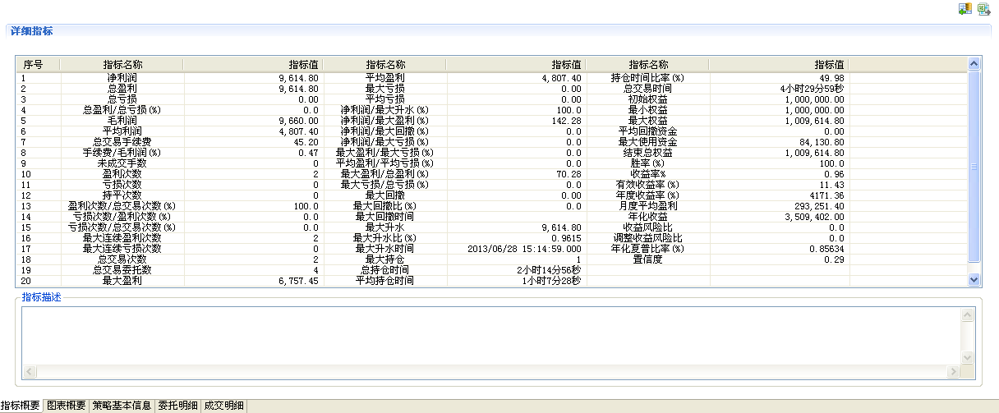 详细指标
序号 指标名称 指标值 指标名称 指标值 指标名称 指标值
1 净利润 9,614.80 平均盈利 4,807.40 持仓时间比率(%) 49.98
2 总盈利 9,614.80 最大亏损 0.00 总交易时间 4小时29分59秒
3 总亏损 0.00 平均亏损 0.00 初始权益 1,000,000.00
4 总盈利/总亏损(%) 0.0 净利润/最大升水(%) 100.0 最小权益 1,000,000.00
5 毛利润 9,660.00 净利润/最大盈利(%) 142.28 最大权益 1,009,614.80
6 平均利润 4,807.40 净利润/最大回撤(%) 0.0 平均回撤资金 0.00
7 总交易手续费 45.20 净利润/最大亏损(%) 0.0 最大使用资金 84,130.80
8 手续费/毛利润(%) 0.47 最大盈利/最大亏损(%) 0.0 结束总权益 1,009,614.80
9 未成交手数 0 平均盈利/平均亏损(%) 0.0 胜率(%) 100.0
10 盈利次数 2 最大盈利/总盈利(%) 70.28 收益率% 0.96
11 亏损次数 0 最大亏损/总亏损(%) 0.0 有效收益率(%) 11.43
12 持平次数 0 最大回撤 0.00 年度收益率(%) 4171.36
13 盈利次数/总交易次数(%) 100.0 最大回撤比(%) 0.0 月度平均盈利 293,251.40
14 亏损次数/盈利次数(%) 0.0 最大回撤时间 年化收益 3,509,402.00
15 亏损次数/总交易次数(%) 0.0 最大升水 9,614.80 收益风险比 0.0
16 最大连续盈利次数 2 最大升水比(%) 0.9615 调整收益风险比 0.0
17 最大连续亏损次数 0 最大升水时间 2013/06/28 15:14:59.000 年化夏普比率(%) 0.85634
18 总交易次数 2 最大持仓 1 置信度 0.29
19 总交易委托数 4 总持仓时间 2小时14分56秒
20 最大盈利 6,757.45 平均持仓时间 1小时7分28秒
指标描述
指标概要 图表概要 策略基本信息 委托明细 成交明细